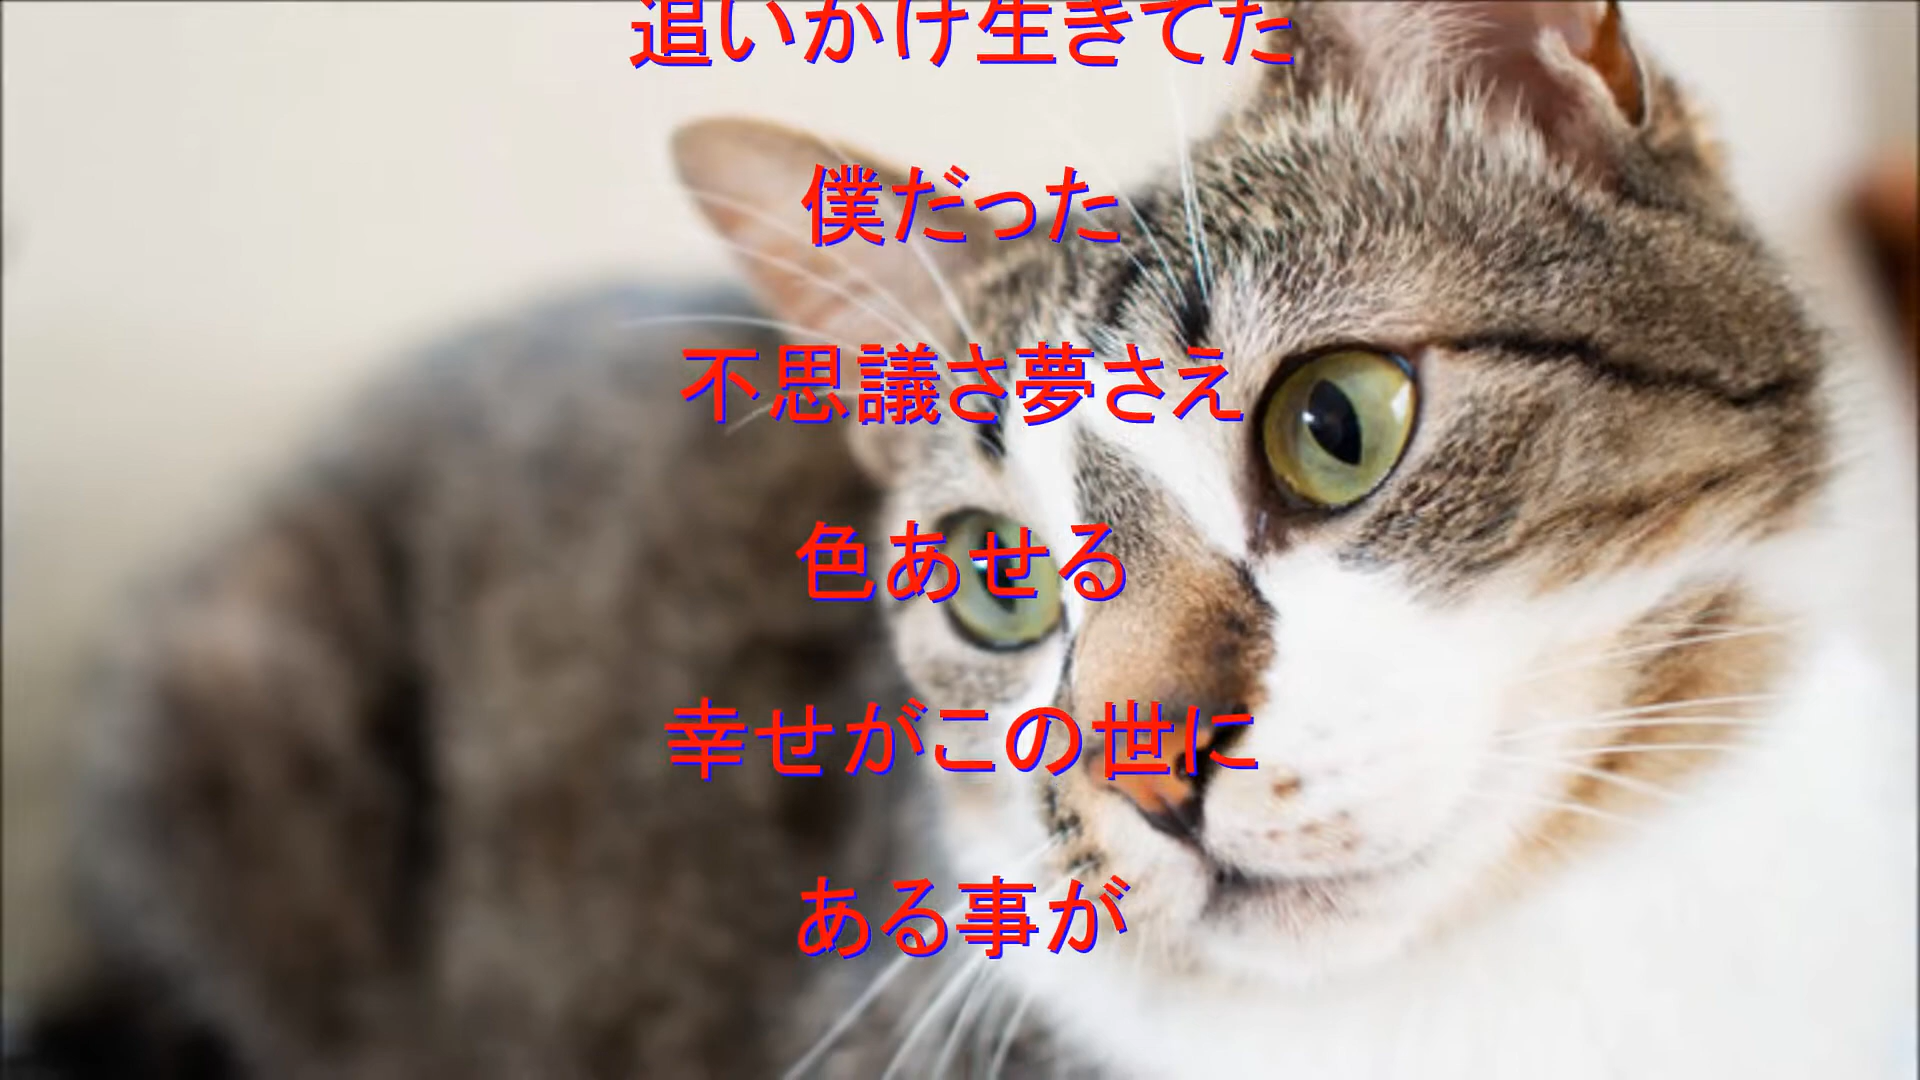 追いかけ生きてた
僕だった
不思議さ夢さえ
色あせる
幸せがこの世に
ある事が